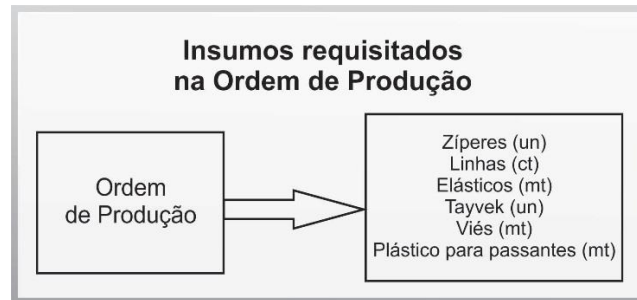 Insumos requisitados
na Ordem de Produção
Ordem
de Produção
Zíperes (un)
Linhas (ct)
Elásticos (mt)
Tayvek (un)
Viés (mt)
Plástico para passantes (mt)